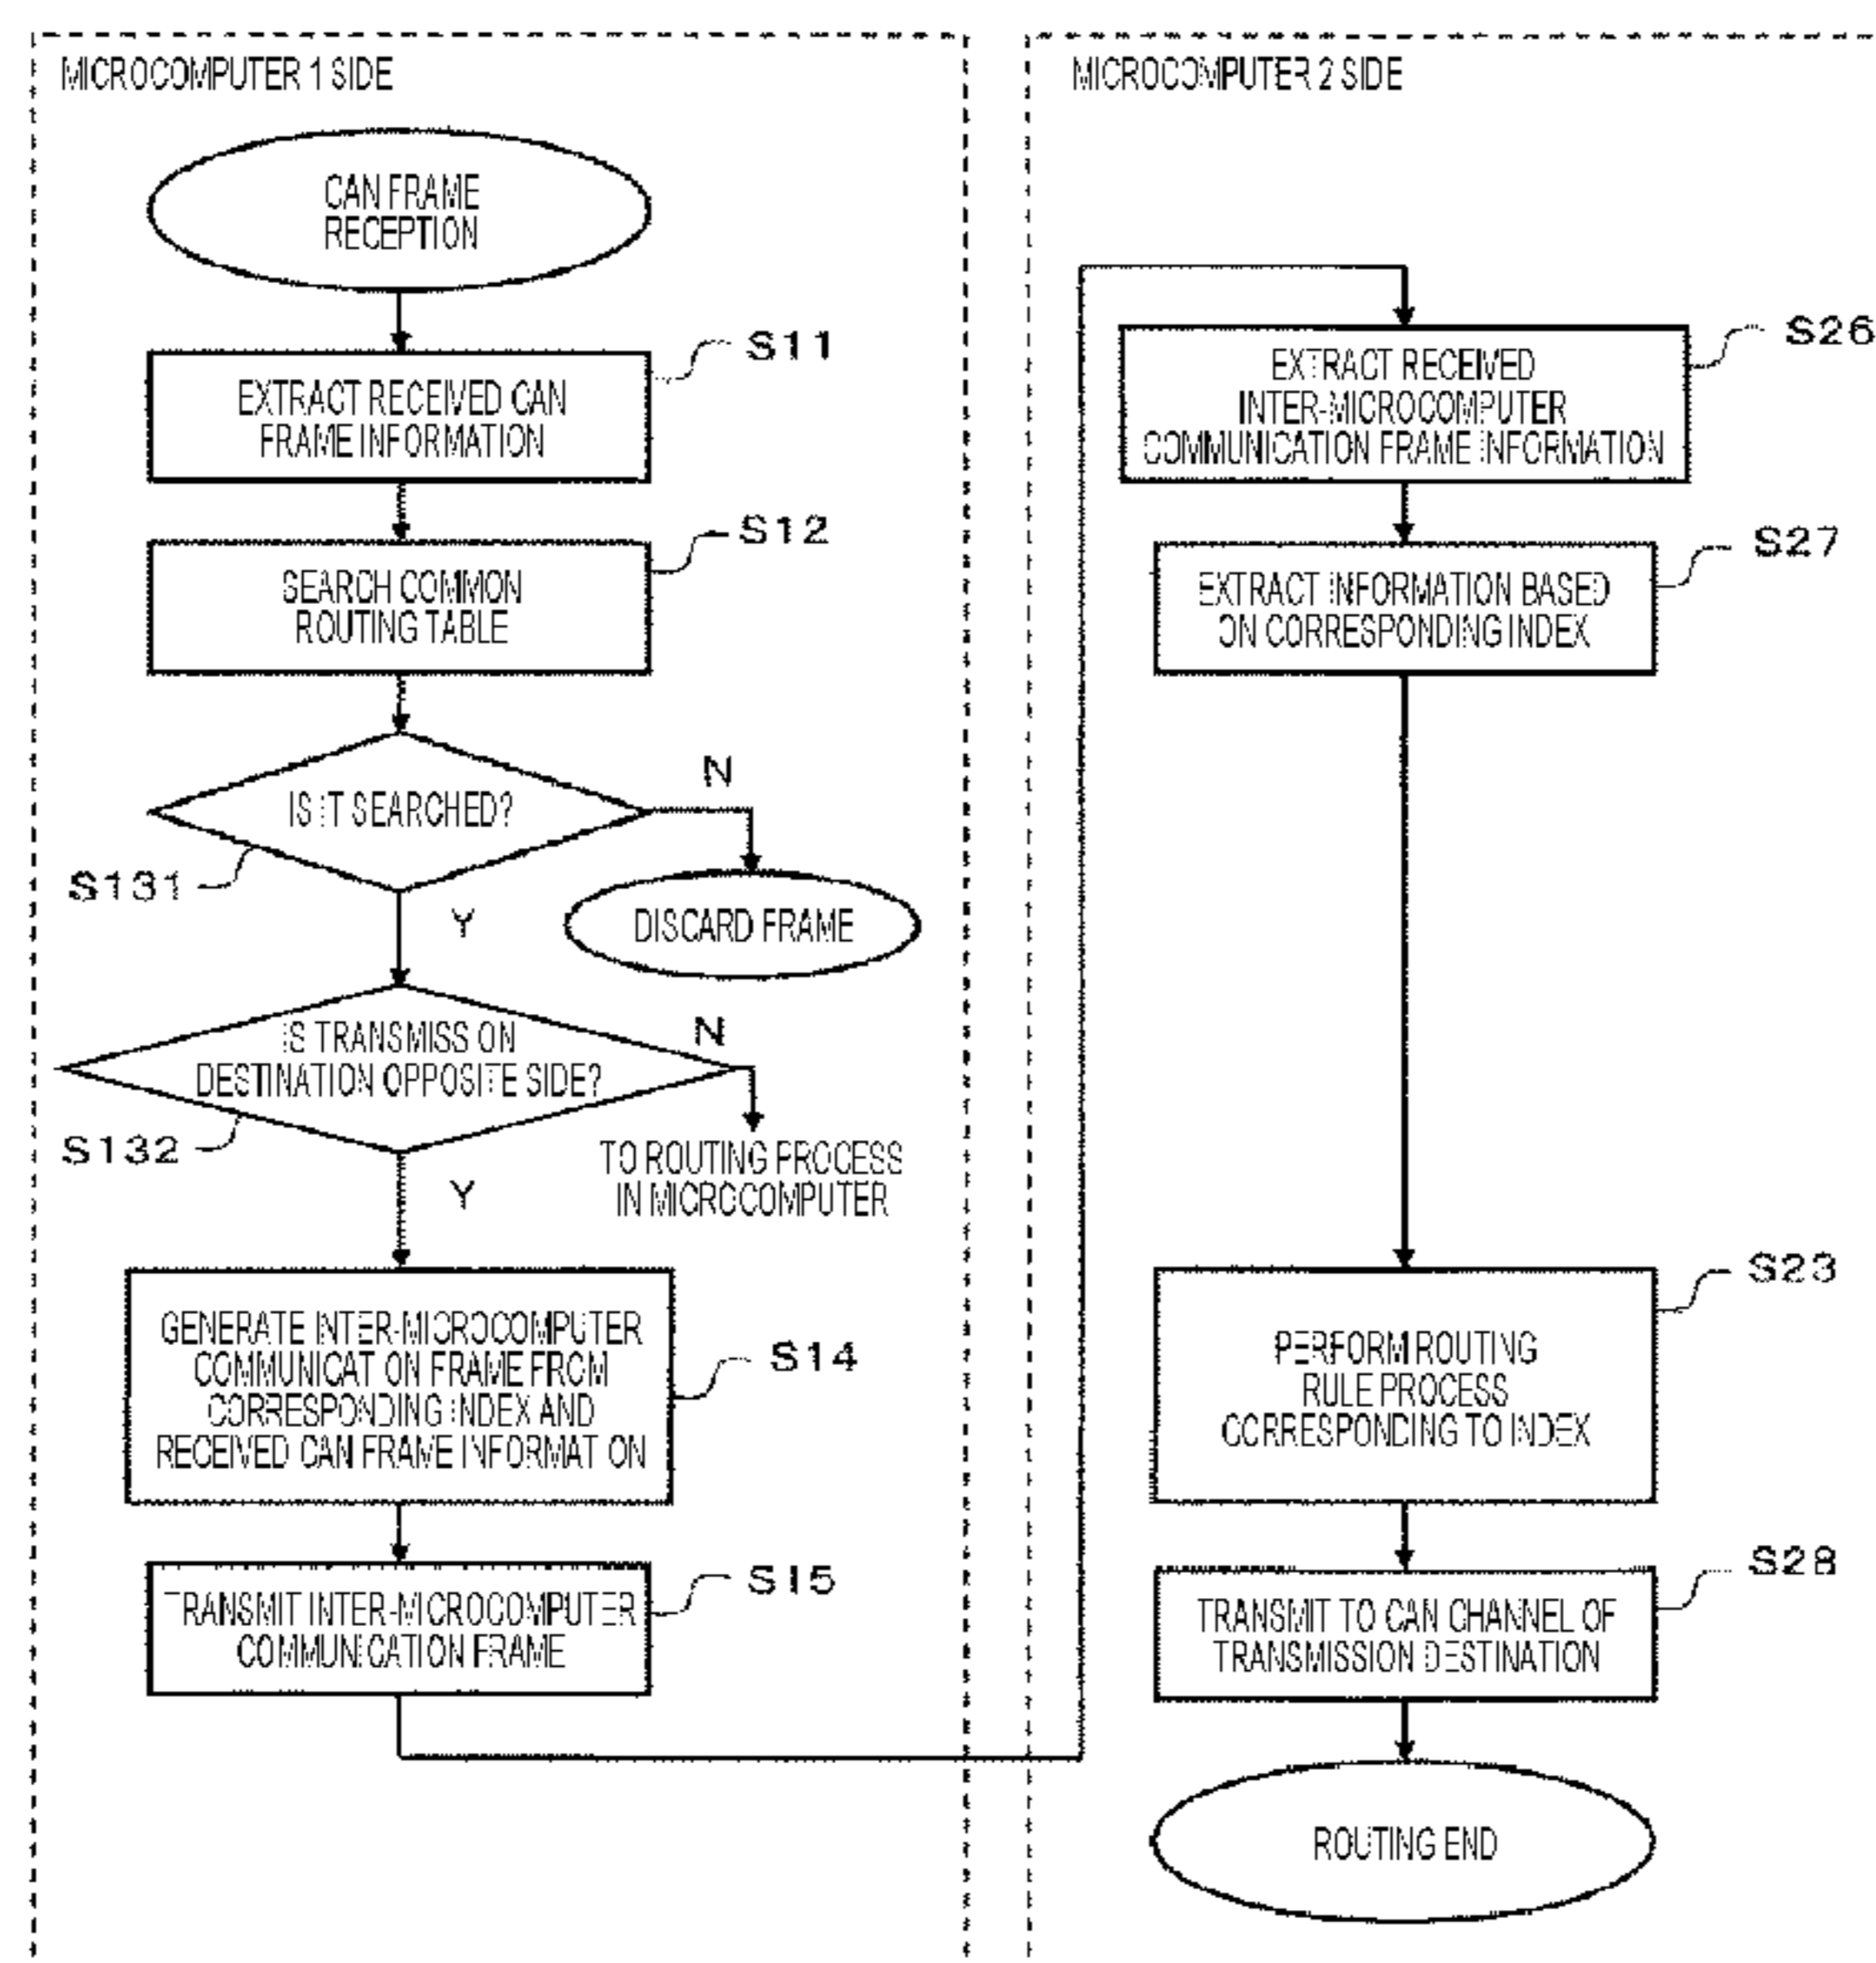 MICROCOMPUTER 1 SIDE
CAN FRAME
RECEPTION
S11
EXTRACT RECEIVED CAN
FRAME INFORMATION
S12
SEARCH COMMON
ROUTING TABLE
IS IT SEARCHED?
N
S131
Y
DISCARD FRAME
IS TRANSMISSION
DESTINATION OPPOSITE SIDE?
N
S132
Y
TO ROUTING PROCESS
IN MICROCOMPUTER
GENERATE INTER-MICROCOMPUTER
COMMUNICATION FRAME FROM
CORRESPONDING INDEX AND
RECEIVED CAN FRAME INFORMATION
S14
TRANSMIT INTER-MICROCOMPUTER
COMMUNICATION FRAME
S15
MICROCOMPUTER 2 SIDE
S26
EXTRACT RECEIVED
INTER-MICROCOMPUTER
COMMUNICATION FRAME INFORMATION
S27
EXTRACT INFORMATION BASED
ON CORRESPONDING INDEX
S23
PERFORM ROUTING
RULE PROCESS
CORRESPONDING TO INDEX
S28
TRANSMIT TO CAN CHANNEL OF
TRANSMISSION DESTINATION
ROUTING END